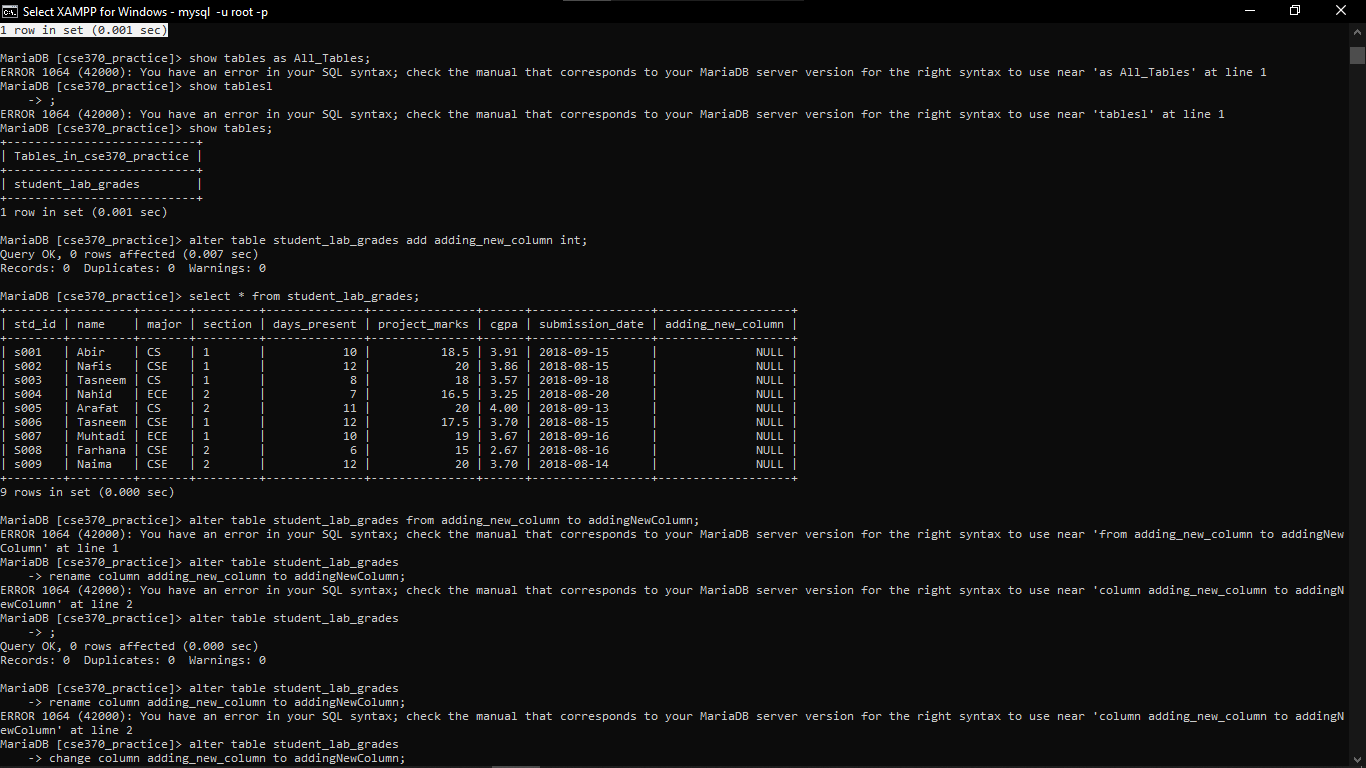 Select XAMPP for Windows - mysql  -u root -p
1 row in set (0.001 sec)
MariaDB [cse370_practice]> show tables as All_Tables;
ERROR 1064 (42000): You have an error in your SQL syntax; check the manual that corresponds to your MariaDB server version for the right syntax to use near 'as All_Tables' at line 1
MariaDB [cse370_practice]> show tablesl
    -> ;
ERROR 1064 (42000): You have an error in your SQL syntax; check the manual that corresponds to your MariaDB server version for the right syntax to use near 'tablesl' at line 1
MariaDB [cse370_practice]> show tables;
+---------------------------+
| Tables_in_cse370_practice |
+---------------------------+
| student_lab_grades        |
+---------------------------+
1 row in set (0.001 sec)
MariaDB [cse370_practice]> alter table student_lab_grades add adding_new_column int;
Query OK, 0 rows affected (0.007 sec)
Records: 0  Duplicates: 0  Warnings: 0
MariaDB [cse370_practice]> select * from student_lab_grades;
+--------+---------+-------+---------+--------------+---------------+------+-----------------+-------------------+
| std_id | name    | major | section | days_present | project_marks | cgpa | submission_date | adding_new_column |
+--------+---------+-------+---------+--------------+---------------+------+-----------------+-------------------+
| s001   | Abir    | CS    | 1       |           10 |          18.5 | 3.91 | 2018-09-15      |              NULL |
| s002   | Nafis   | CSE   | 1       |           12 |            20 | 3.86 | 2018-08-15      |              NULL |
| s003   | Tasneem | CS    | 1       |            8 |            18 | 3.57 | 2018-09-18      |              NULL |
| s004   | Nahid   | ECE   | 2       |            7 |          16.5 | 3.25 | 2018-08-20      |              NULL |
| s005   | Arafat  | CS    | 2       |           11 |            20 | 4.00 | 2018-09-13      |              NULL |
| s006   | Tasneem | CSE   | 1       |           12 |          17.5 | 3.70 | 2018-08-15      |              NULL |
| s007   | Muhtadi | ECE   | 1       |           10 |            19 | 3.67 | 2018-09-16      |              NULL |
| S008   | Farhana | CSE   | 2       |            6 |            15 | 2.67 | 2018-08-16      |              NULL |
| s009   | Naima   | CSE   | 2       |           12 |            20 | 3.70 | 2018-08-14      |              NULL |
+--------+---------+-------+---------+--------------+---------------+------+-----------------+-------------------+
9 rows in set (0.000 sec)
MariaDB [cse370_practice]> alter table student_lab_grades from adding_new_column to addingNewColumn;
ERROR 1064 (42000): You have an error in your SQL syntax; check the manual that corresponds to your MariaDB server version for the right syntax to use near 'from adding_new_column to addingNew
Column' at line 1
MariaDB [cse370_practice]> alter table student_lab_grades
    -> rename column adding_new_column to addingNewColumn;
ERROR 1064 (42000): You have an error in your SQL syntax; check the manual that corresponds to your MariaDB server version for the right syntax to use near 'column adding_new_column to addingN
ewColumn' at line 2
MariaDB [cse370_practice]> alter table student_lab_grades
    -> ;
Query OK, 0 rows affected (0.000 sec)
Records: 0  Duplicates: 0  Warnings: 0
MariaDB [cse370_practice]> alter table student_lab_grades
    -> rename column adding_new_column to addingNewColumn;
ERROR 1064 (42000): You have an error in your SQL syntax; check the manual that corresponds to your MariaDB server version for the right syntax to use near 'column adding_new_column to addingN
ewColumn' at line 2
MariaDB [cse370_practice]> alter table student_lab_grades
    -> change column adding_new_column to addingNewColumn;